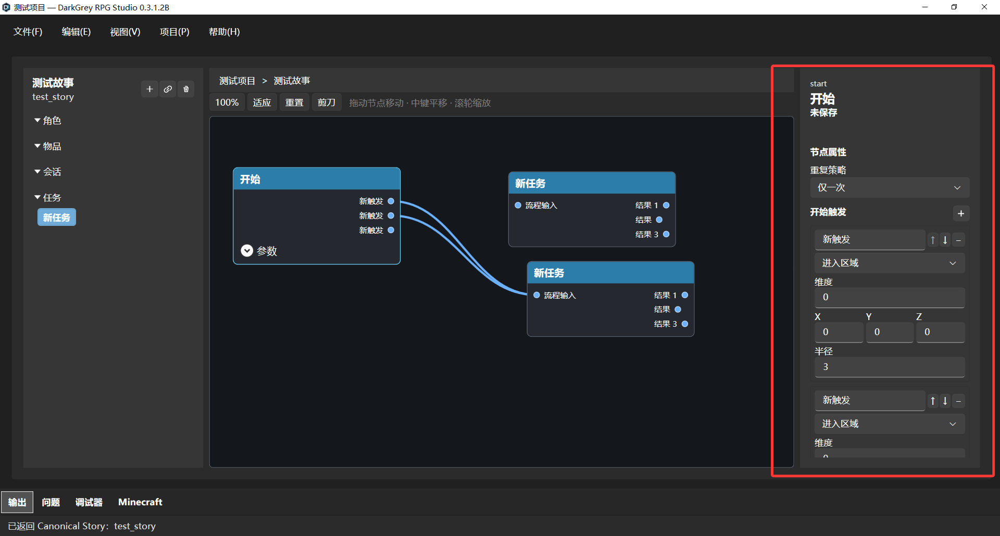 测试项目 — DarkGrey RPG Studio 0.3.1.2B
文件(F) 编辑(E) 视图(V) 项目(P) 帮助(H)
测试故事
test_story
角色
物品
会话
任务
新任务
测试项目 > 测试故事
100% 适应 重置 剪刀 拖动节点移动 · 中键平移 · 滚轮缩放
开始
新触发
新触发
新触发
参数
新任务
流程输入 结果 1
结果
结果 3
新任务
流程输入 结果 1
结果
结果 3
start
开始
未保存
节点属性
重复策略
仅一次
开始触发 +
新触发 ↑ ↓ –
进入区域
维度
0
X Y Z
0 0 0
半径
3
新触发 ↑ ↓ –
进入区域
维度
输出 问题 调试器 Minecraft
已返回 Canonical Story：test_story